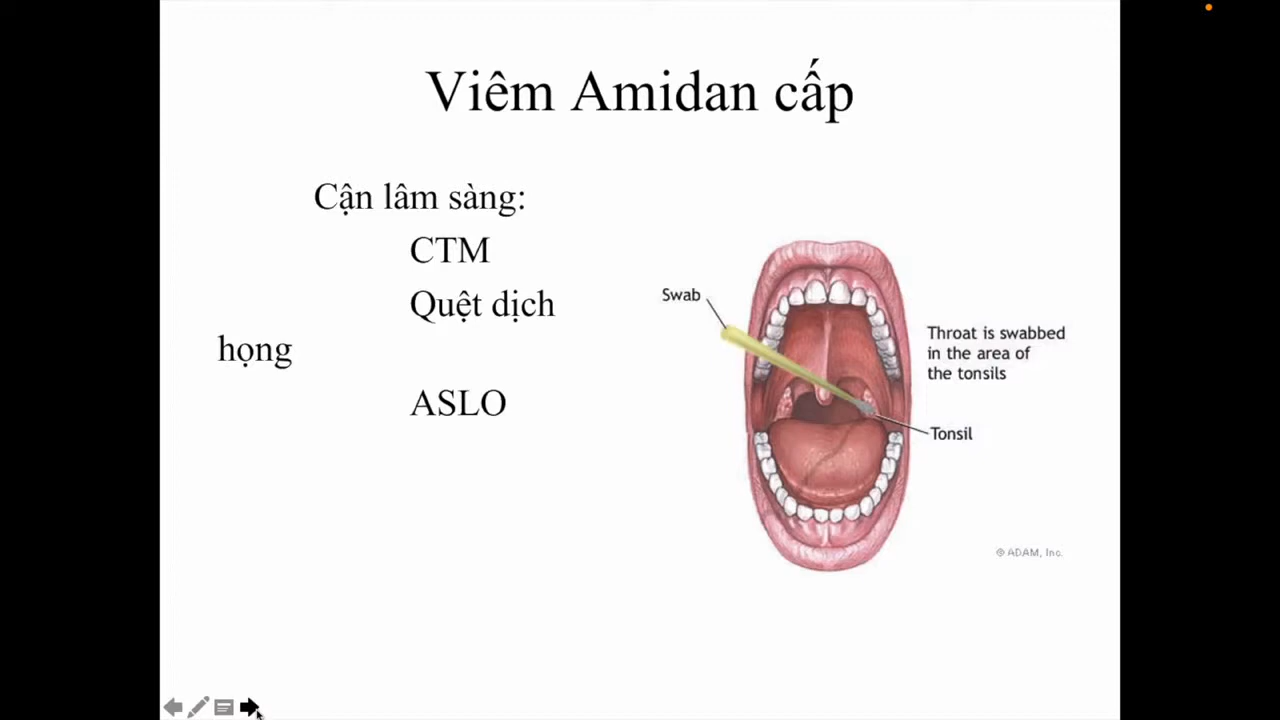 Viêm Amidan cấp
Cận lâm sàng:
CTM
Quệt dịch
họng
ASLO
Swab
Throat is swabbed
in the area of
the tonsils
Tonsil
© ADAM, Inc.